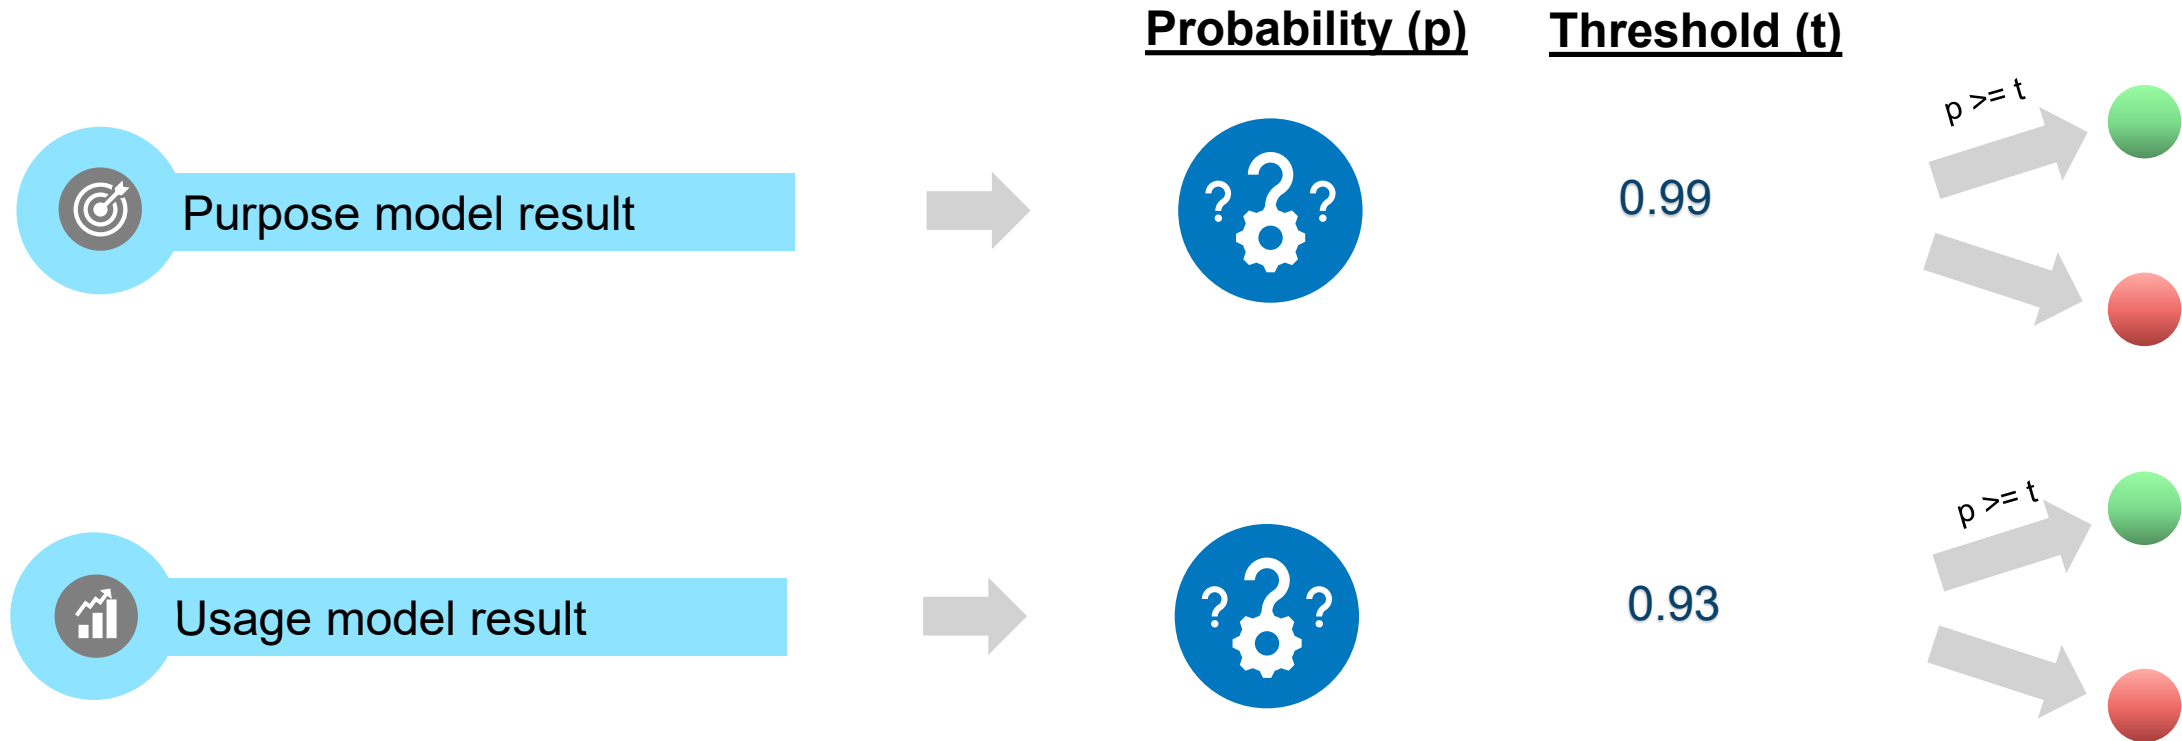 Probability (p)
Threshold (t)
p >= t
Purpose model result
? ? ?
0.99
p >= t
Usage model result
? ? ?
0.93